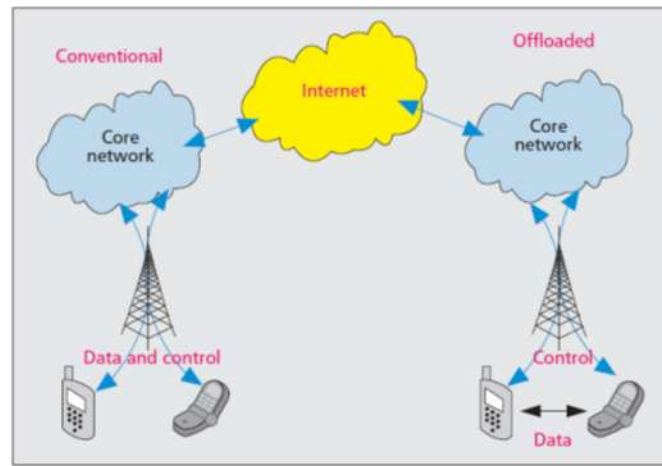 Conventional
Offloaded
Internet
Core
network
Core
network
Data and control
Control
Data